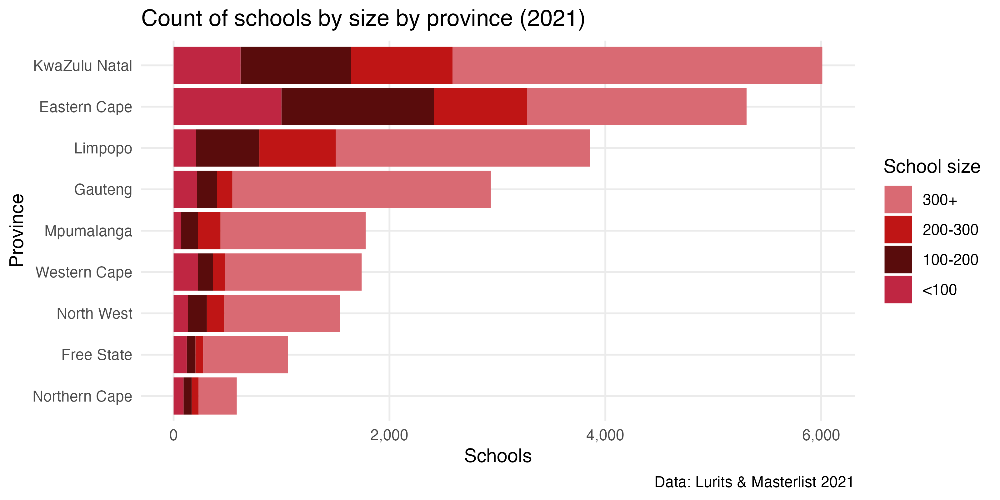 Count of schools by size by province (2021)
Province
KwaZulu Natal
Eastern Cape
Limpopo
Gauteng
Mpumalanga
Western Cape
North West
Free State
Northern Cape
0
2,000
4,000
6,000
Schools
School size
300+
200-300
100-200
<100
Data: Lurits & Masterlist 2021